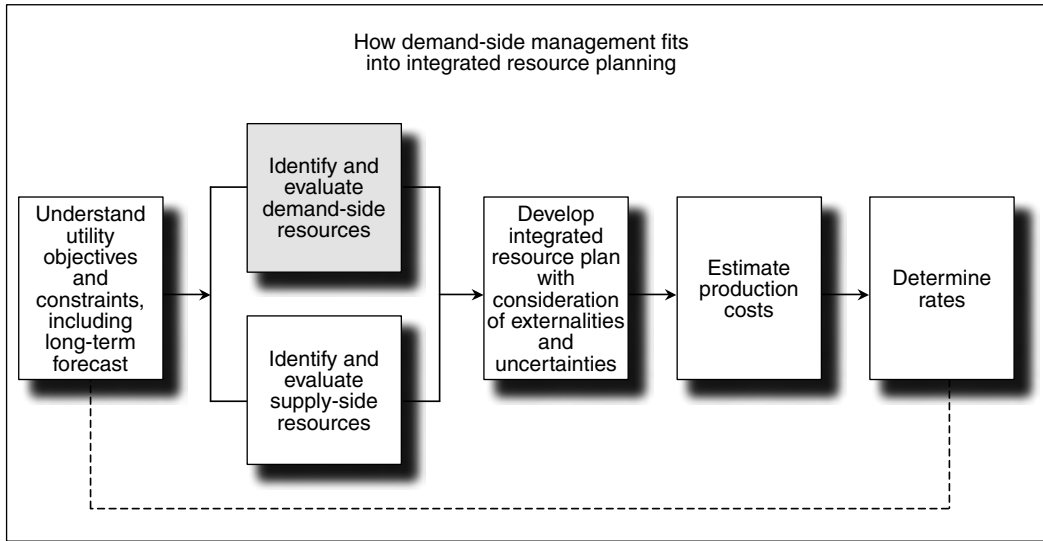 How demand-side management fits
into integrated resource planning
Understand
utility
objectives
and
constraints,
including
long-term
forecast
Identify and
evaluate
demand-side
resources
Identify and
evaluate
supply-side
resources
Develop
integrated
resource plan
with
consideration
of externalities
and
uncertainties
Estimate
production
costs
Determine
rates